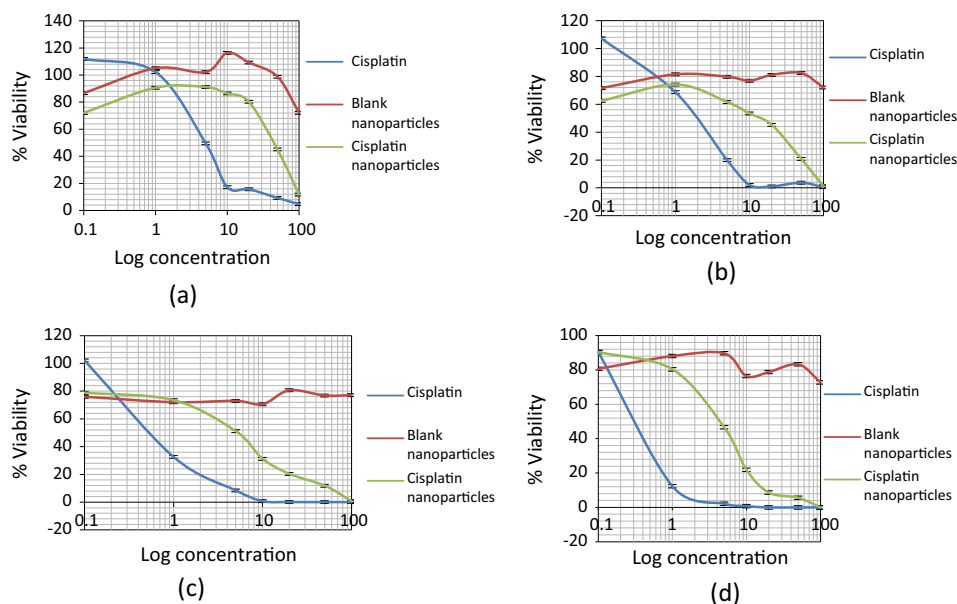 140
120
100
80
60
40
20
0
% Viability
0.1 1 10 100
Log concentration
Cisplatin
Blank
nanoparticles
Cisplatin
nanoparticles
(a)
120
100
80
60
40
20
0
-20
% Viability
0.1 1 10 100
Log concentration
Cisplatin
Blank
nanoparticles
Cisplatin
nanoparticles
(b)
120
100
80
60
40
20
0
-20
% Viability
0.1 1 10 100
Log concentration
Cisplatin
Blank
nanoparticles
Cisplatin
nanoparticles
(c)
100
80
60
40
20
0
-20
% Viability
0.1 1 10 100
Log concentration
Cisplatin
Blank
nanoparticles
Cisplatin
nanoparticles
(d)